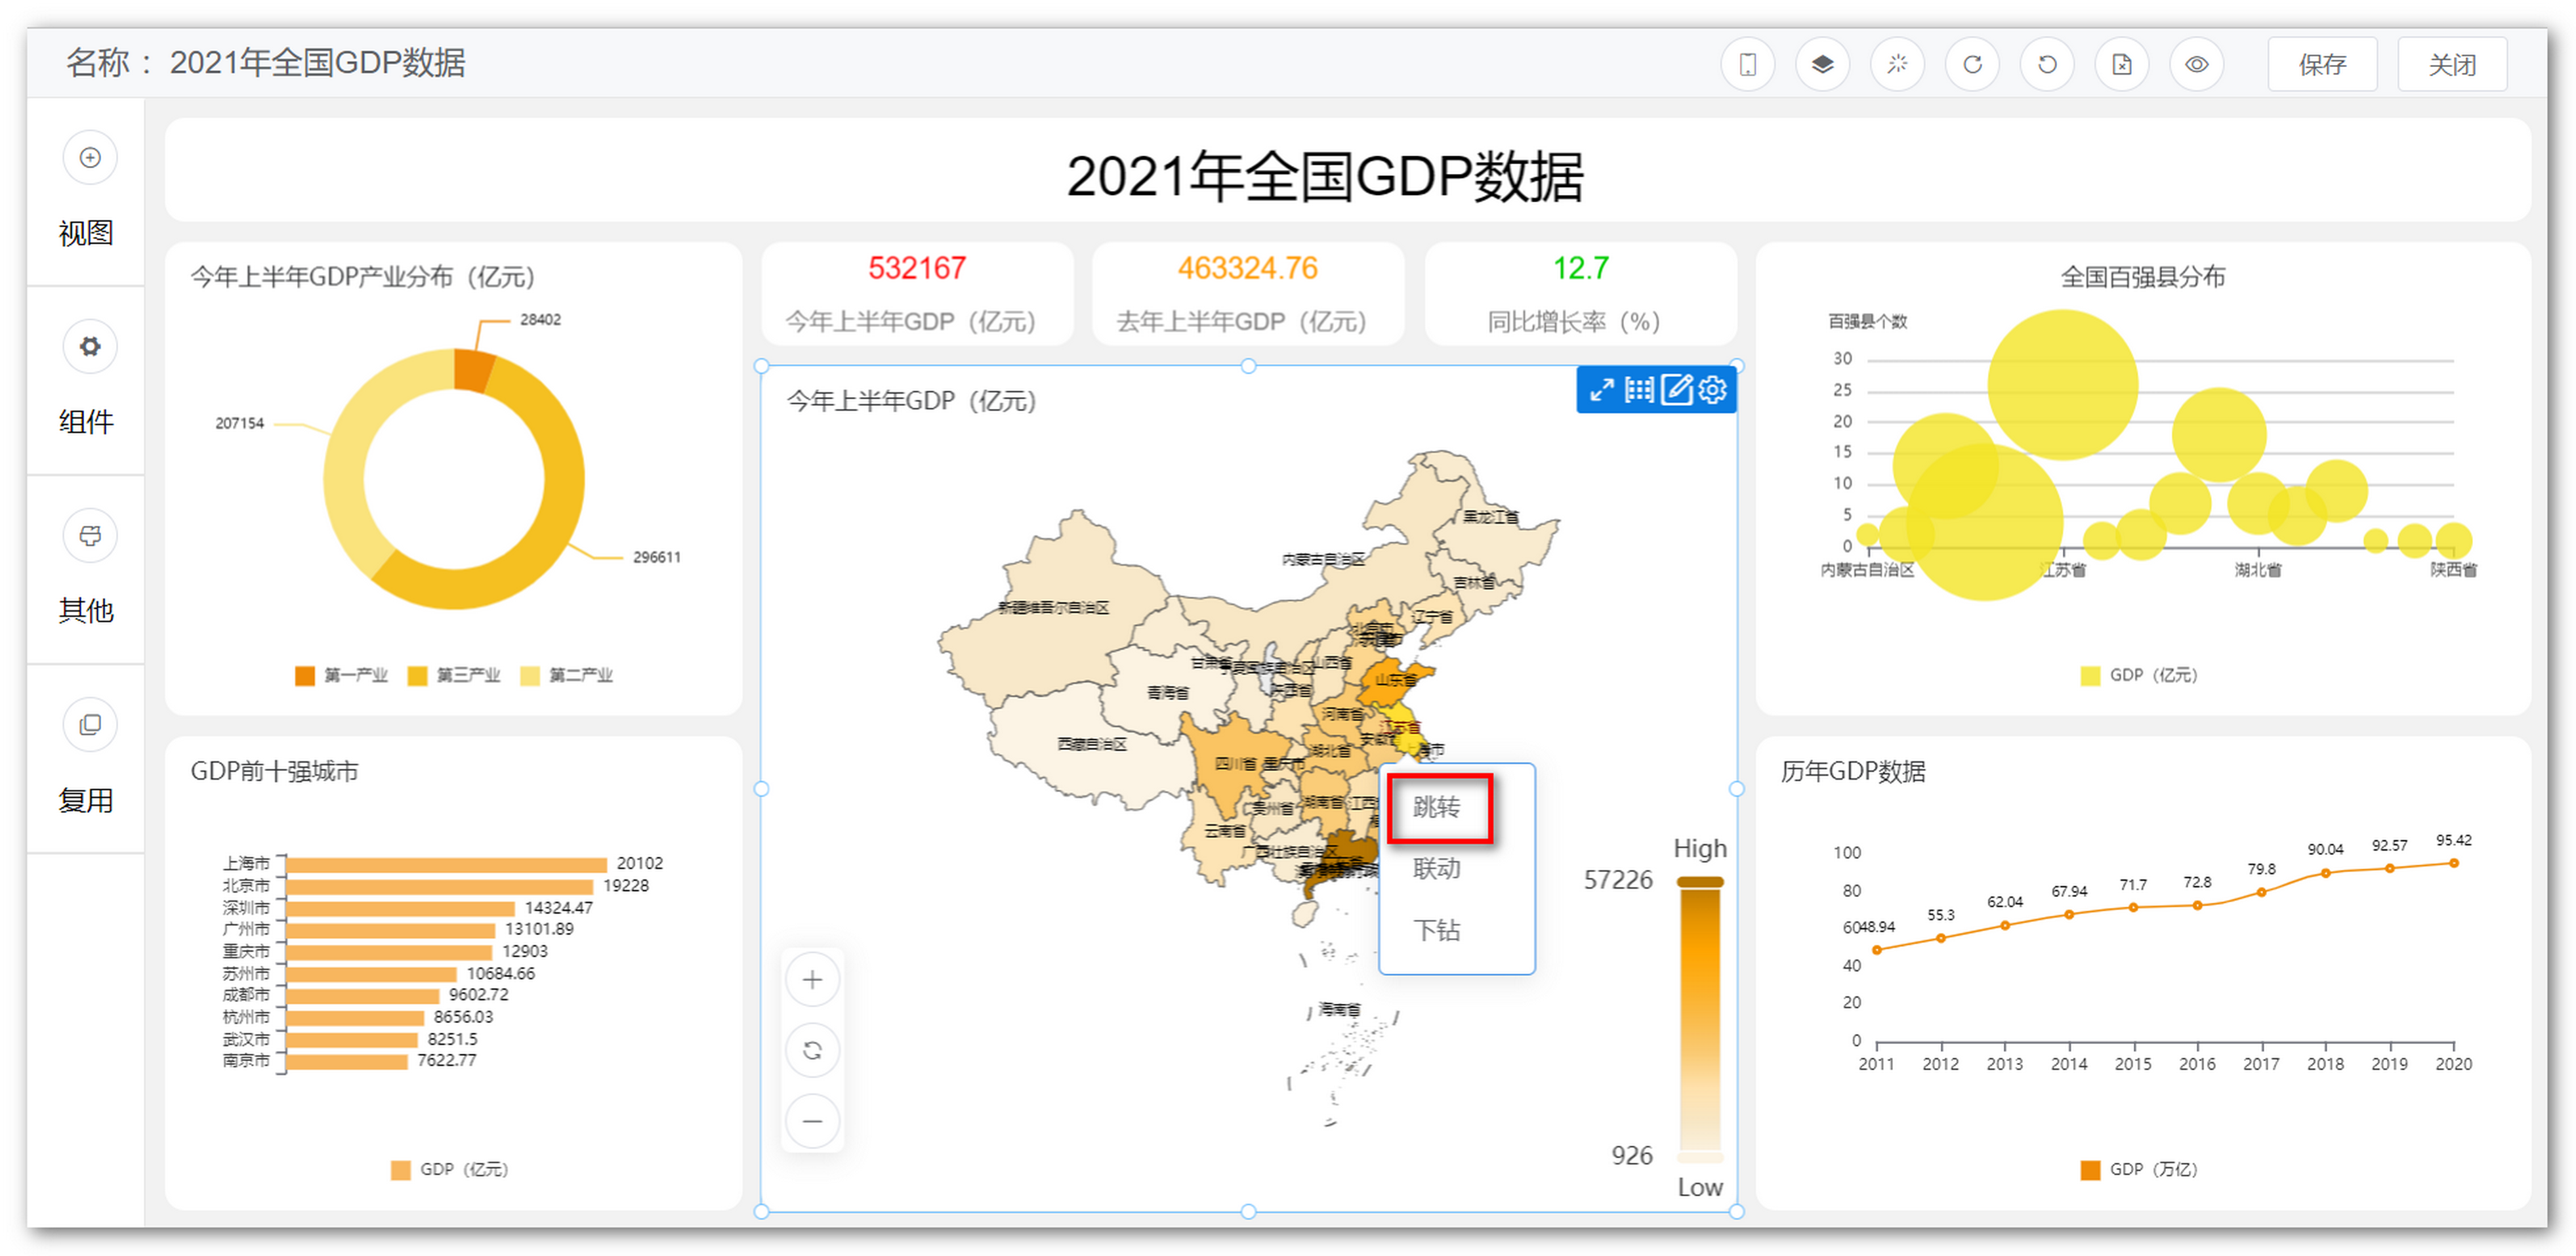 名称： 2021年全国GDP数据
保存
关闭
视图
组件
其他
复用
2021年全国GDP数据
今年上半年GDP产业分布（亿元）
28402
207154
296611
第一产业 第三产业 第二产业
532167
今年上半年GDP（亿元）
463324.76
去年上半年GDP（亿元）
12.7
同比增长率（%）
今年上半年GDP（亿元）
黑龙江省
内蒙古自治区
吉林省
新疆维吾尔自治区
辽宁省
北京市
甘肃省
宁夏回族自治区
山西省
陕西省
山东省
青海省
河南省
江苏省
西藏自治区
安徽省
湖北省
上海市
四川省
重庆市
贵州省
湖南省
江西
云南省
广西壮族自治区
海南省
跳转
联动
下钻
High
57226
926
Low
全国百强县分布
百强县个数
30
25
20
15
10
5
0
内蒙古自治区 江苏省 湖北省 陕西省
GDP（亿元）
GDP前十强城市
上海市 20102
北京市 19228
深圳市 14324.47
广州市 13101.89
重庆市 12903
苏州市 10684.66
成都市 9602.72
杭州市 8656.03
武汉市 8251.5
南京市 7622.77
GDP（亿元）
历年GDP数据
100
80
60
40
20
0
48.94
55.3
62.04
67.94
71.7
72.8
79.8
90.04
92.57
95.42
2011 2012 2013 2014 2015 2016 2017 2018 2019 2020
GDP（万亿）